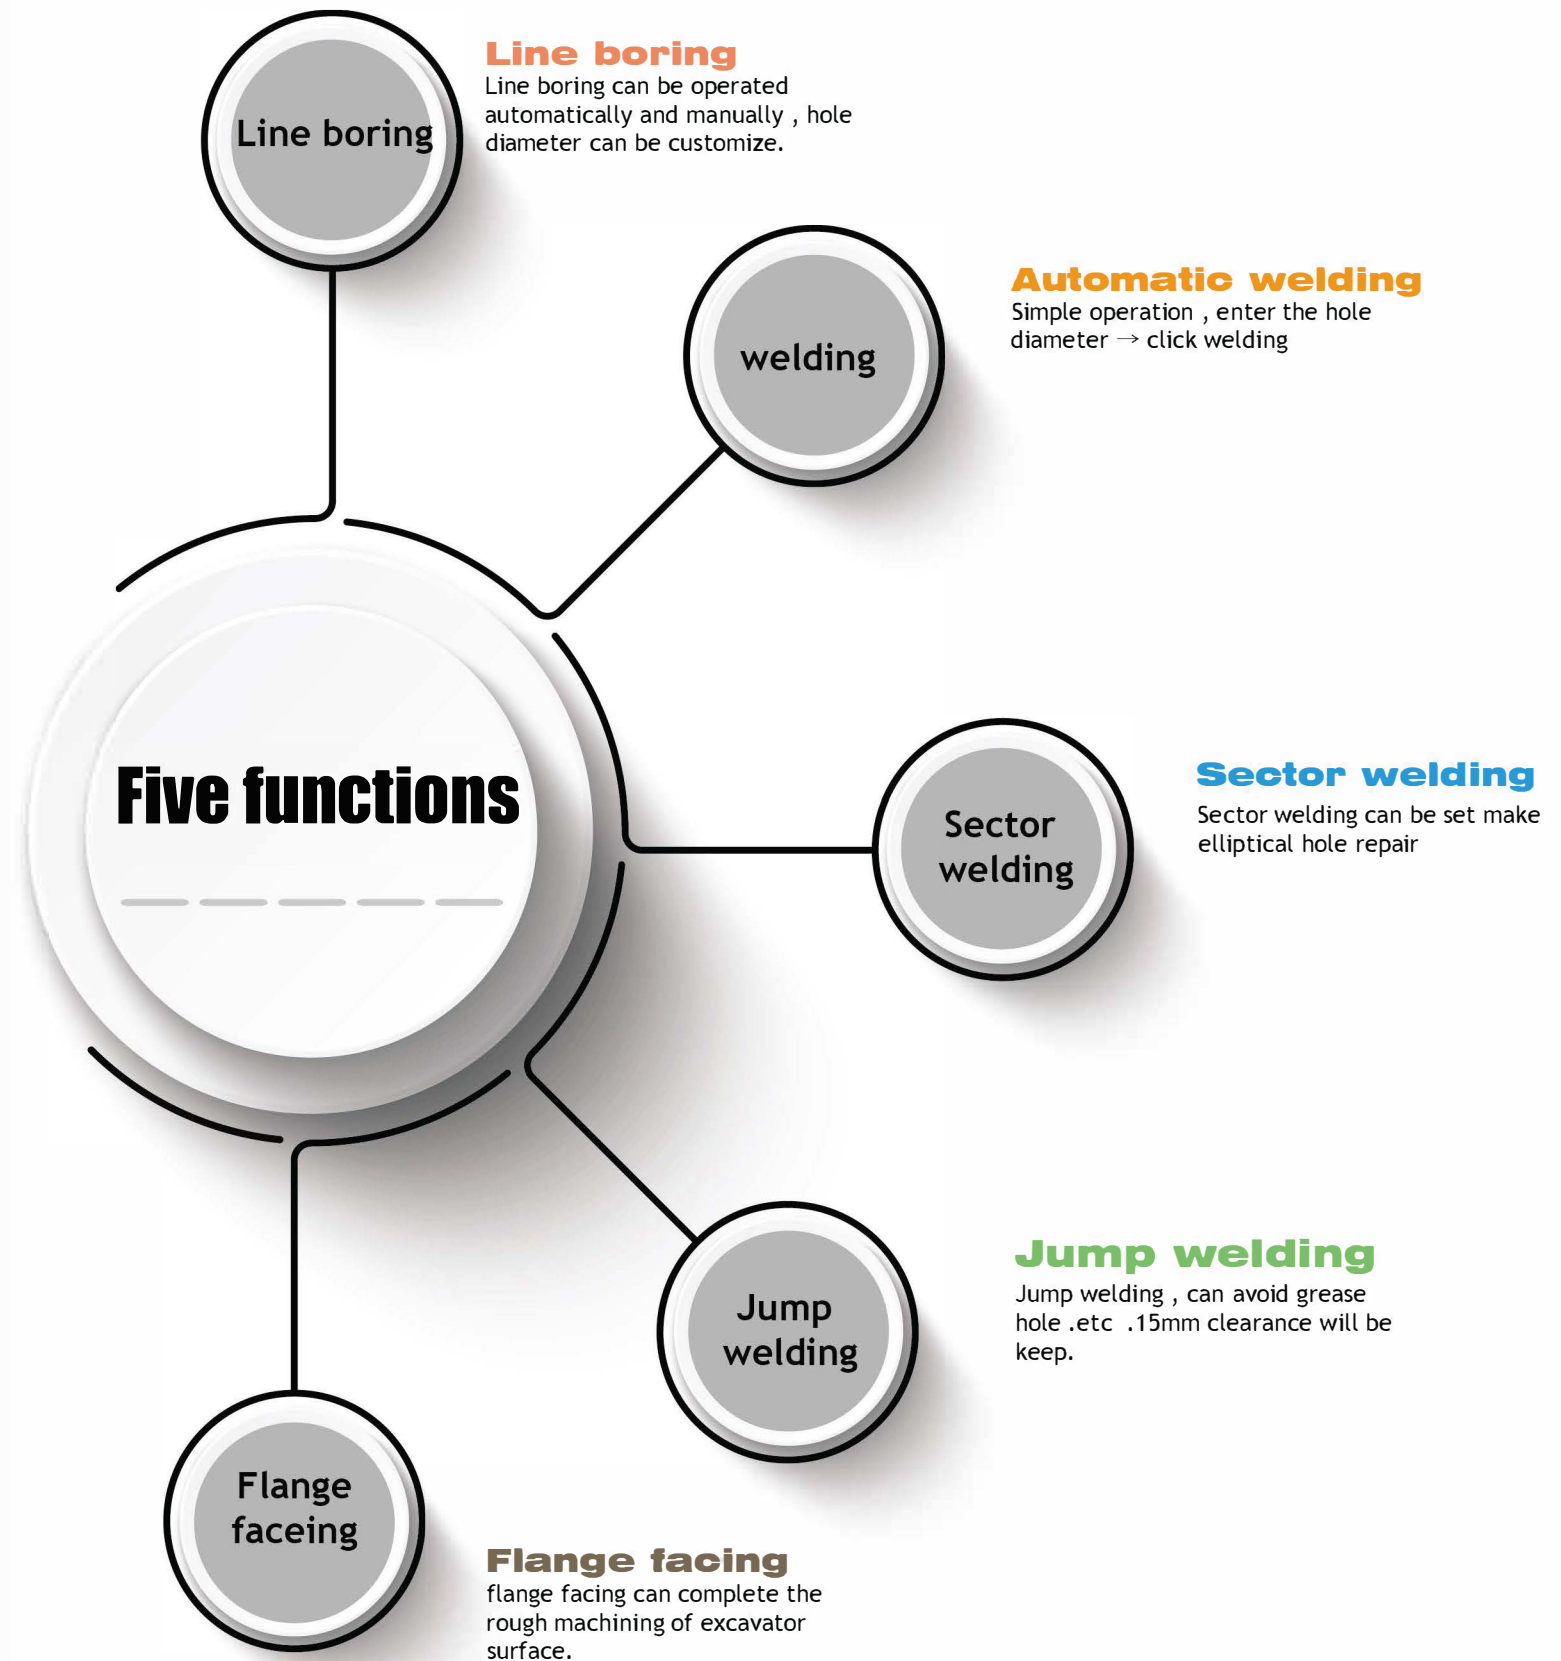 Line boring
Line boring
Line boring can be operated
automatically and manually , hole
diameter can be customize.
welding
Automatic welding
Simple operation , enter the hole
diameter → click welding
Five functions
Sector
welding
Sector welding
Sector welding can be set make
elliptical hole repair
Jump
welding
Jump welding
Jump welding , can avoid grease
hole .etc .15mm clearance will be
keep.
Flange
faceing
Flange facing
flange facing can complete the
rough machining of excavator
surface.